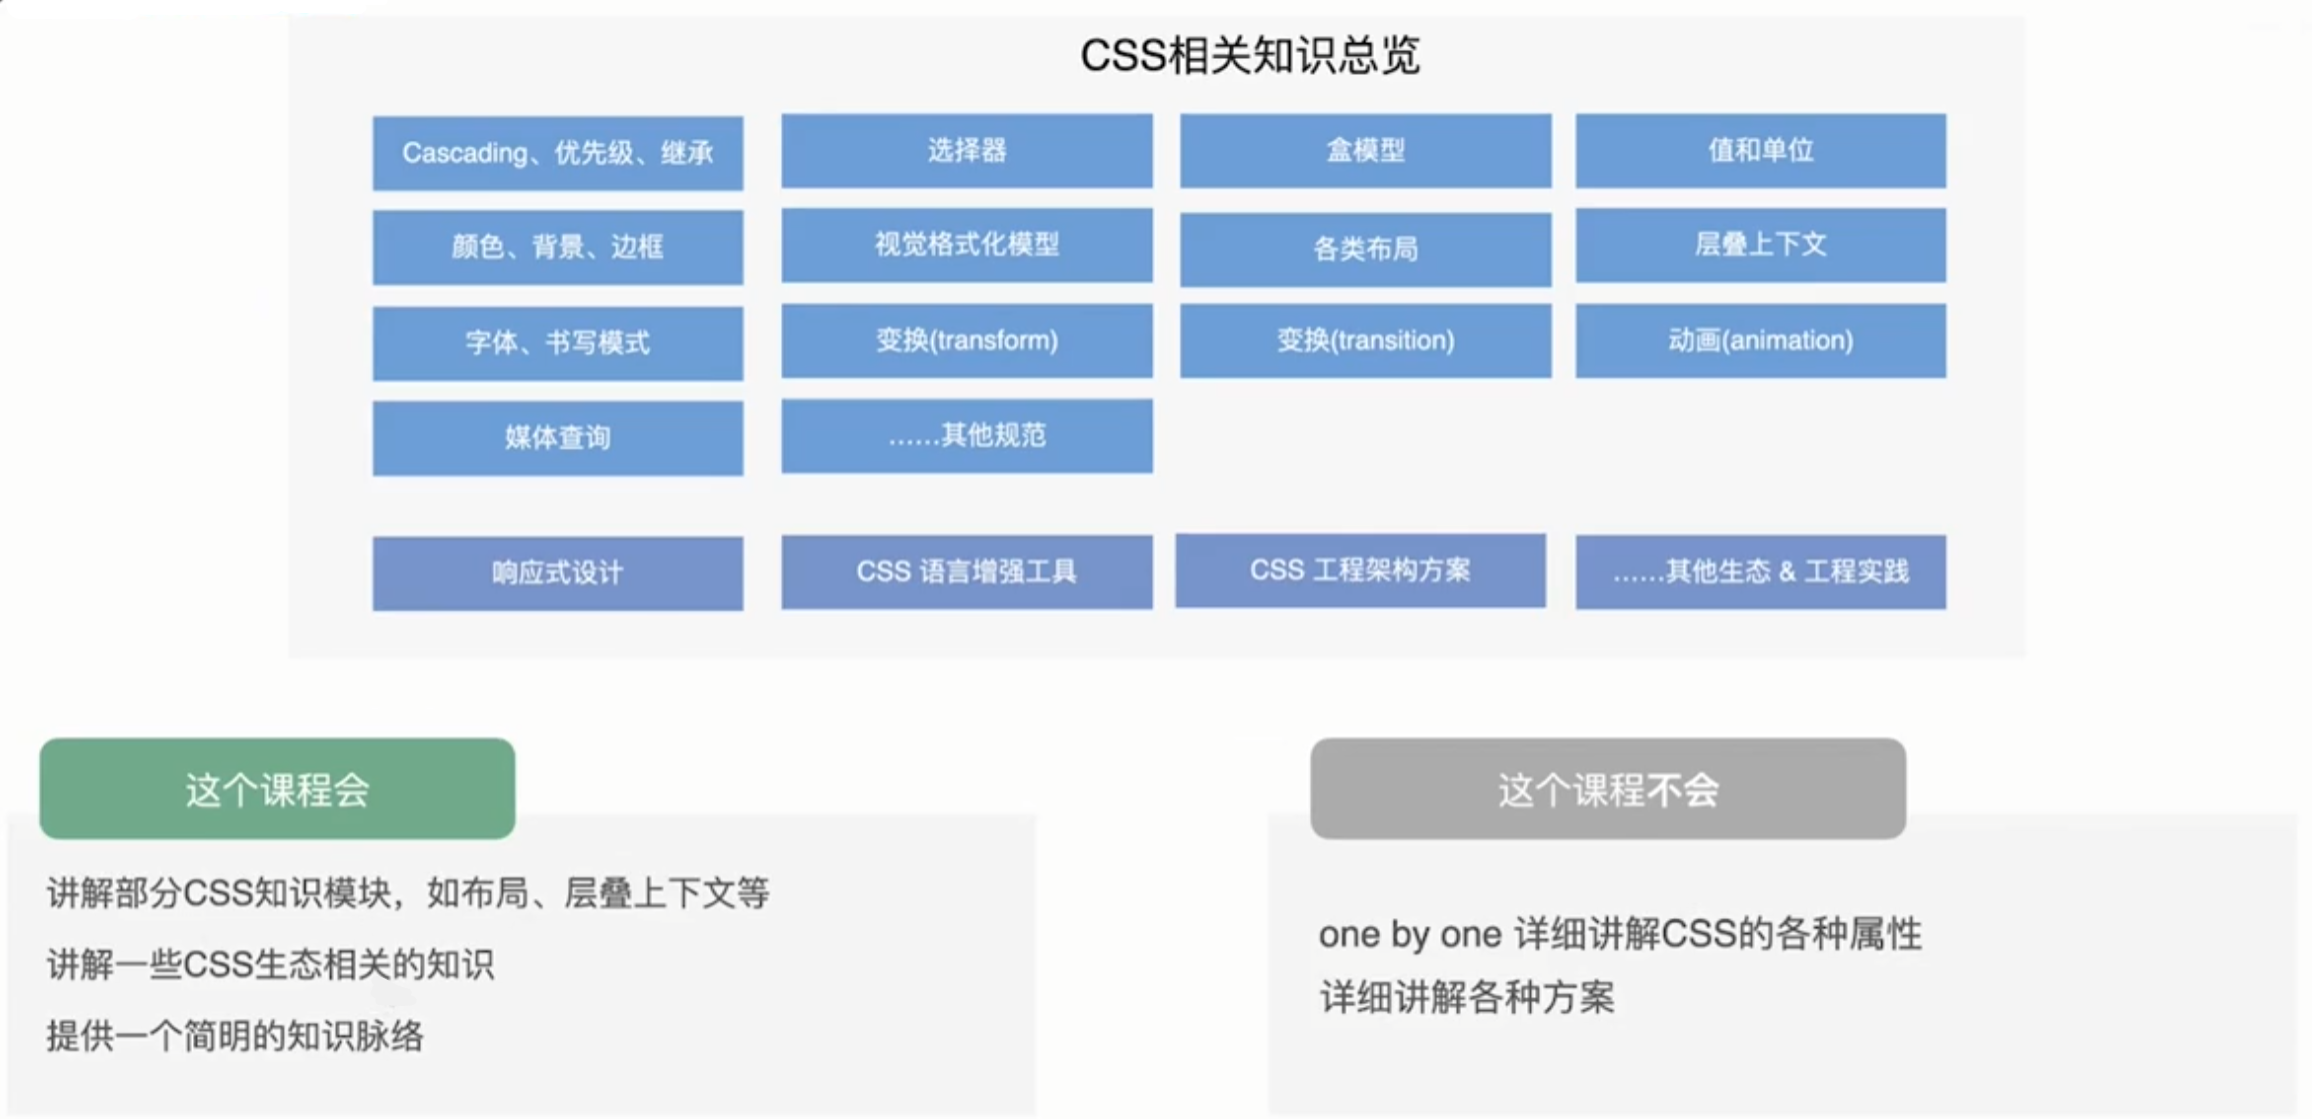 CSS相关知识总览
Cascading、优先级、继承
选择器
盒模型
值和单位
颜色、背景、边框
视觉格式化模型
各类布局
层叠上下文
字体、书写模式
变换(transform)
变换(transition)
动画(animation)
媒体查询
……其他规范
响应式设计
CSS 语言增强工具
CSS 工程架构方案
……其他生态 & 工程实践
这个课程会
讲解部分CSS知识模块，如布局、层叠上下文等
讲解一些CSS生态相关的知识
提供一个简明的知识脉络
这个课程不会
one by one 详细讲解CSS的各种属性
详细讲解各种方案